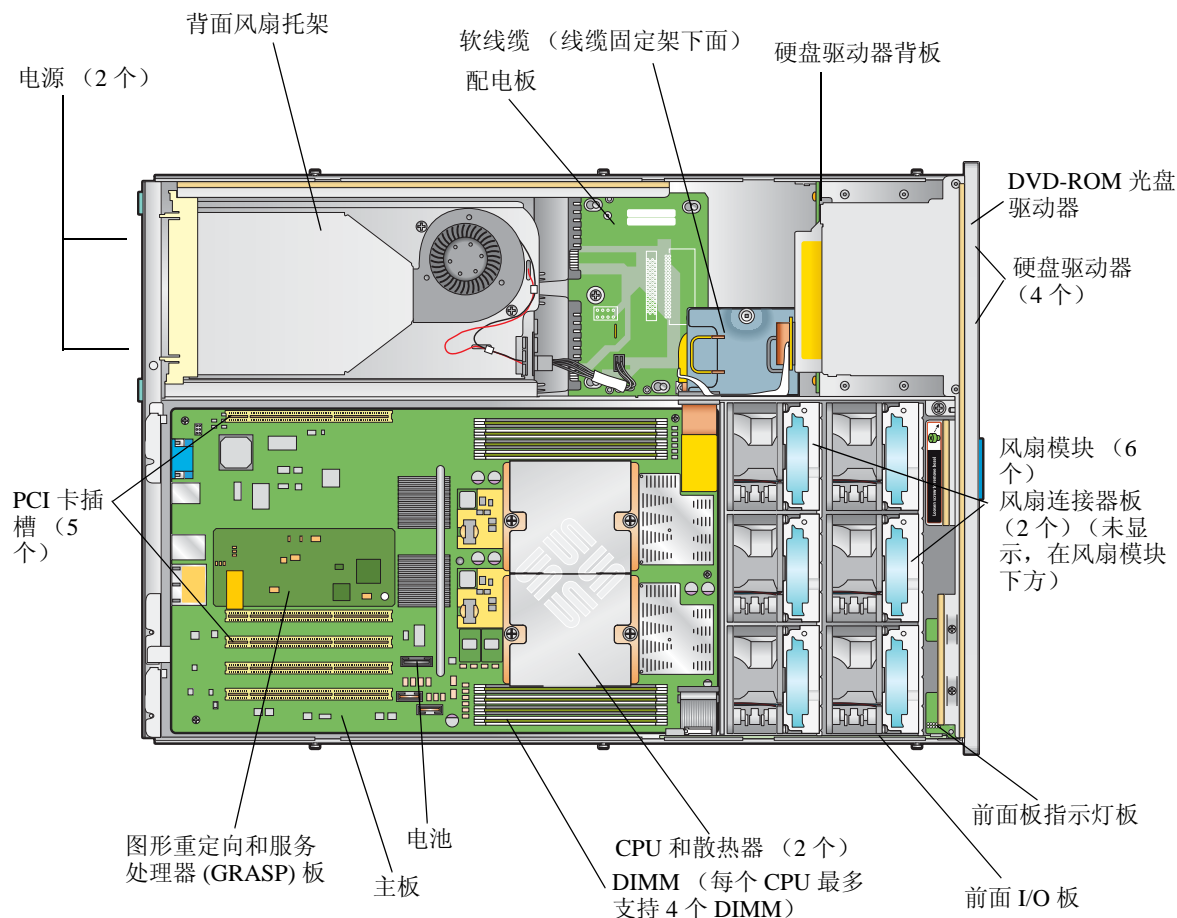 背面风扇托架
软线缆 （线缆固定架下面）
硬盘驱动器背板
电源 （2 个）
配电板
DVD-ROM 光盘
驱动器
硬盘驱动器
（4 个）
风扇模块 （6
个）
风扇连接器板
（2 个）（未显
示，在风扇模块
下方）
PCI 卡插
槽 （5
个）
SUN
前面板指示灯板
图形重定向和服务
处理器 (GRASP) 板
电池
主板
CPU 和散热器 （2 个）
DIMM （每个 CPU 最多
支持 4 个 DIMM）
前面 I/O 板